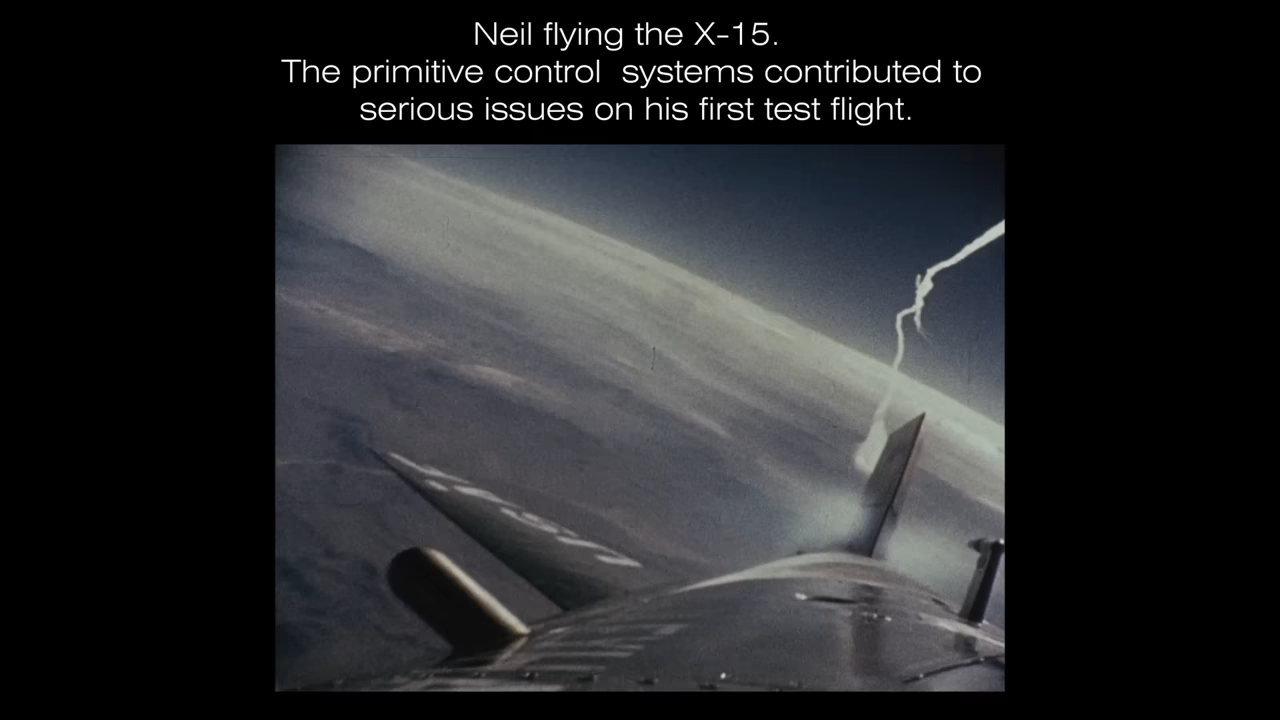 Neil flying the X-15.
The primitive control  systems contributed to
serious issues on his first test flight.